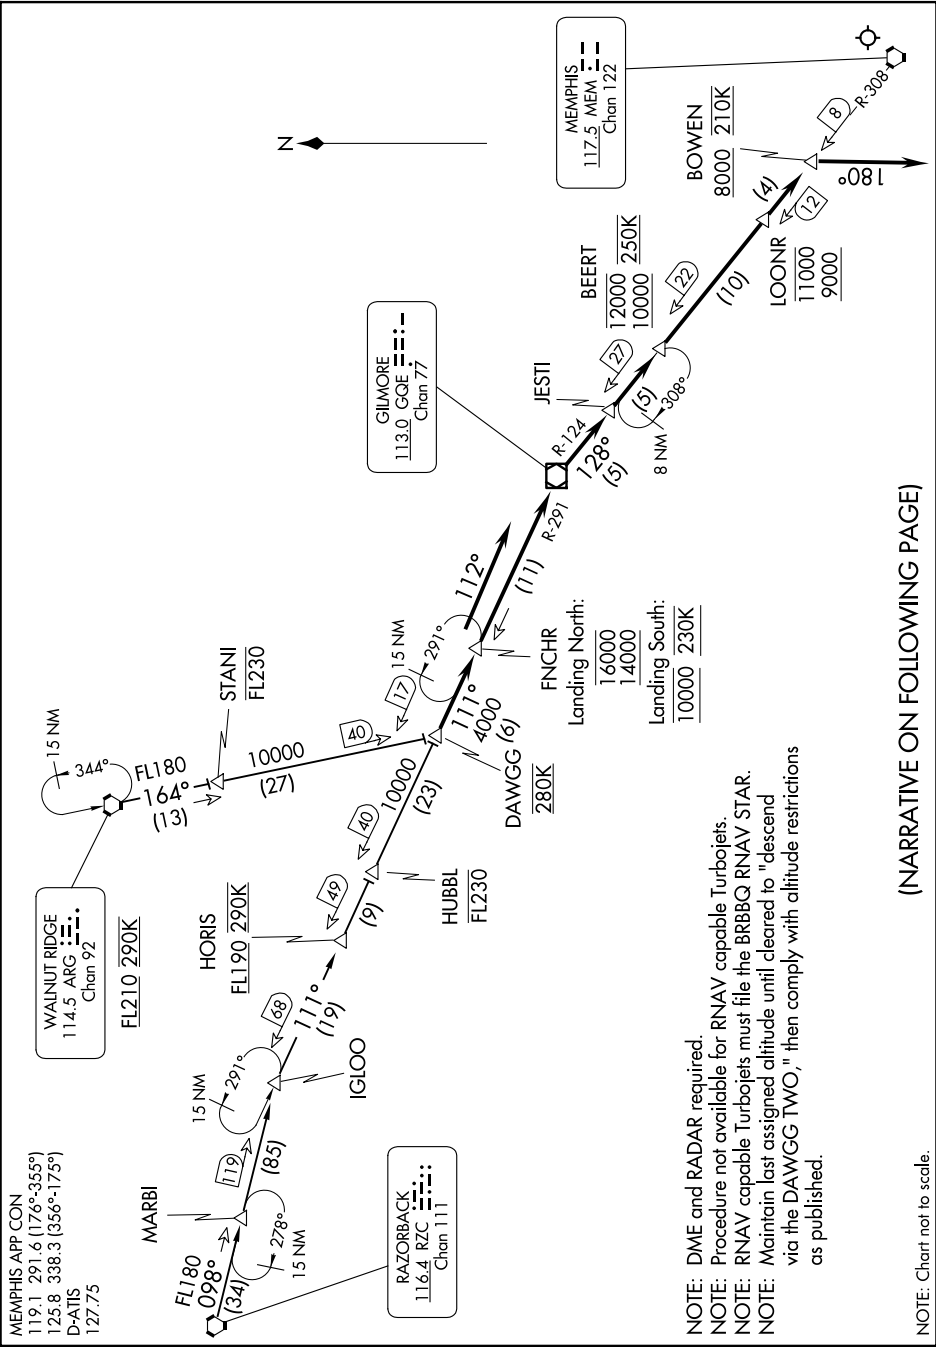 MEMPHIS APP CON
119.1 291.6 (176°-355°)
125.8 338.3 (356°-175°)
D-ATIS
127.75
WALNUT RIDGE
114.5 ARG
Chan 92
FL210 290K
15 NM
344°
FL180
164°
(13)
STANI
FL230
10000
(27)
40
RAZORBACK
116.4 RZC
Chan 111
FL180
098°
(34)
MARBI
278°
15 NM
119
(85)
15 NM
291°
IGLOO
68
111°
(19)
HORIS
FL190 290K
49
(9)
HUBBL
FL230
40
10000
(23)
DAWGG
280K
17
111°
4000
(6)
15 NM
291°
FNCHR
Landing North:
16000
14000
Landing South:
10000 230K
112°
(11)
R-291
GILMORE
113.0 GQE
Chan 77
R-124
128°
(5)
JESTI
27
(5)
8 NM
308°
BEERT
12000 250K
10000
22
(10)
LOONR
11000
9000
12
(4)
BOWEN
8000 210K
180°
8
R-308
MEMPHIS
117.5 MEM
Chan 122
N
NOTE: DME and RADAR required.
NOTE: Procedure not available for RNAV capable Turbojets.
NOTE: RNAV capable Turbojets must file the BRBBQ RNAV STAR.
NOTE: Maintain last assigned altitude until cleared to "descend
via the DAWGG TWO," then comply with altitude restrictions
as published.
(NARRATIVE ON FOLLOWING PAGE)
NOTE: Chart not to scale.